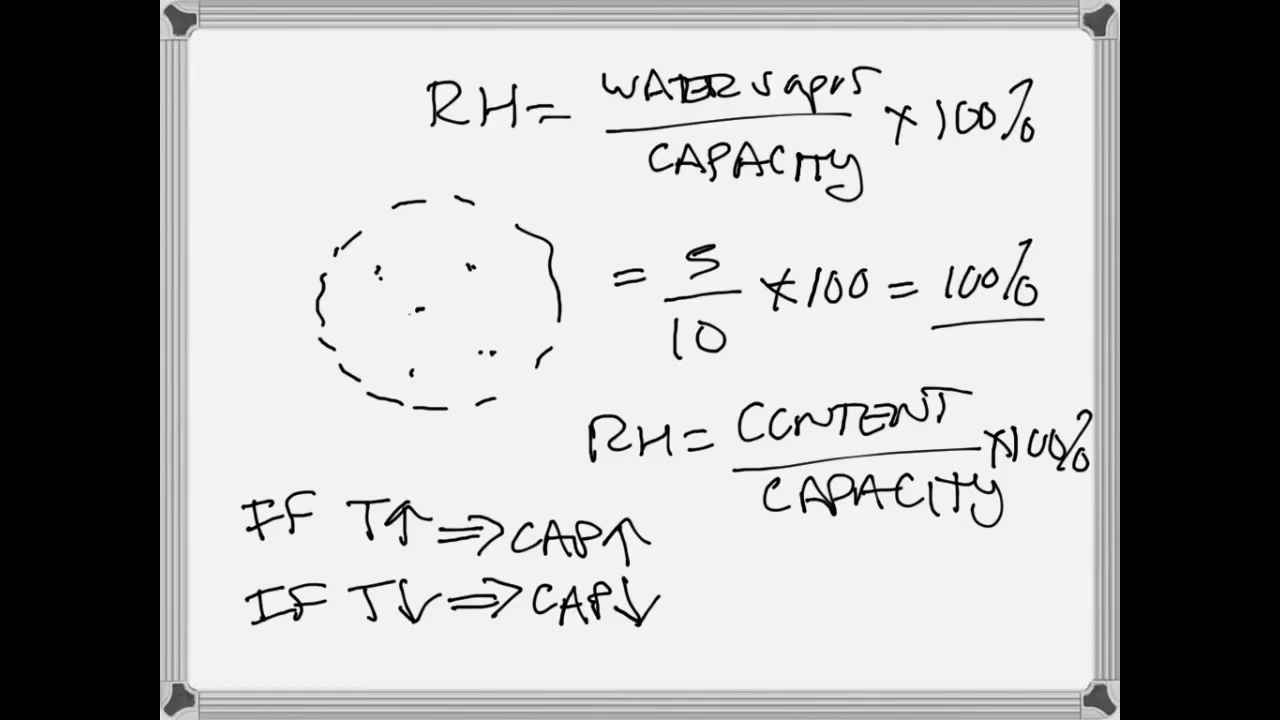 RH = WATER vapor / CAPACITY × 100%
= 5 / 10 × 100 = 100%
RH = CONTENT / CAPACITY × 100%
IF T↑ ⇒ CAP↑
IF T↓ ⇒ CAP↓